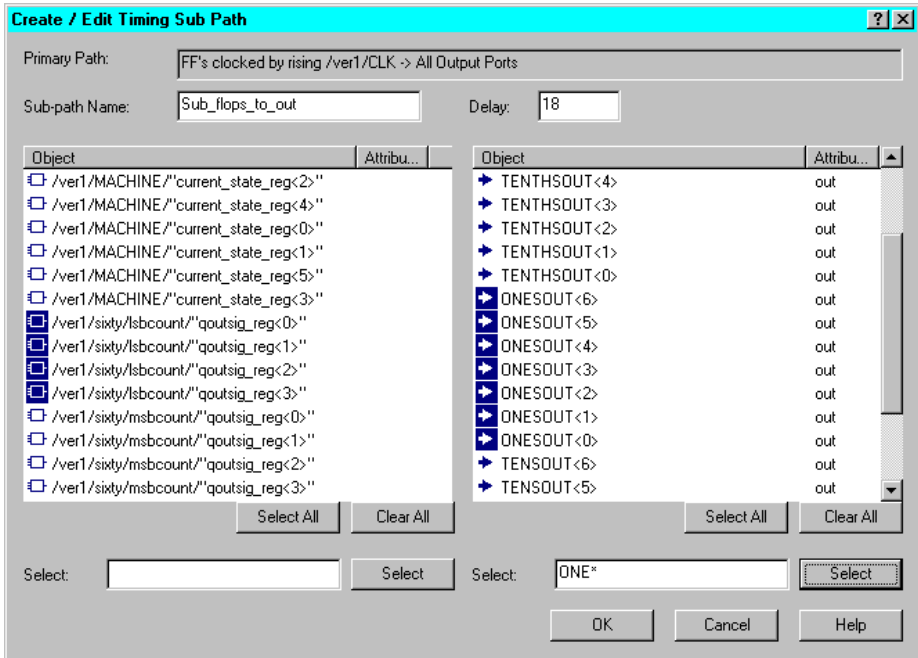 Create / Edit Timing Sub Path
Primary Path: FF's clocked by rising /ver1/CLK -> All Output Ports
Sub-path Name: Sub_flops_to_out Delay: 18
Object Attribu... Object Attribu...
/ver1/MACHINE/"current_state_reg<2>" TENTHSOUT<4> out
/ver1/MACHINE/"current_state_reg<4>" TENTHSOUT<3> out
/ver1/MACHINE/"current_state_reg<0>" TENTHSOUT<2> out
/ver1/MACHINE/"current_state_reg<1>" TENTHSOUT<1> out
/ver1/MACHINE/"current_state_reg<5>" TENTHSOUT<0> out
/ver1/MACHINE/"current_state_reg<3>" ONESOUT<6> out
/ver1/sixty/lsbcount/"qoutsig_reg<0>" ONESOUT<5> out
/ver1/sixty/lsbcount/"qoutsig_reg<1>" ONESOUT<4> out
/ver1/sixty/lsbcount/"qoutsig_reg<2>" ONESOUT<3> out
/ver1/sixty/lsbcount/"qoutsig_reg<3>" ONESOUT<2> out
/ver1/sixty/msbcount/"qoutsig_reg<0>" ONESOUT<1> out
/ver1/sixty/msbcount/"qoutsig_reg<1>" ONESOUT<0> out
/ver1/sixty/msbcount/"qoutsig_reg<2>" TENSOUT<6> out
/ver1/sixty/msbcount/"qoutsig_reg<3>" TENSOUT<5> out
Select All Clear All Select All Clear All
Select: Select Select: ONE* Select
OK Cancel Help